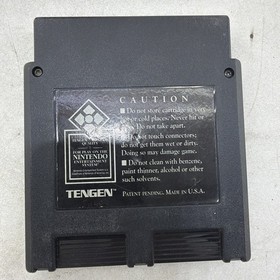 CAUTION
■ Do not store cartridge in very
hot or cold places. Never hit or
drop. Do not take apart.
■ Do not touch connectors;
do not get them wet or dirty.
Doing so may damage game.
■ Do not clean with benzene,
paint thinner, alcohol or other
such solvents.
QUALITY
FOR PLAY ON THE
NINTENDO
ENTERTAINMENT
SYSTEM
TENGEN
PATENT PENDING. MADE IN U.S.A.